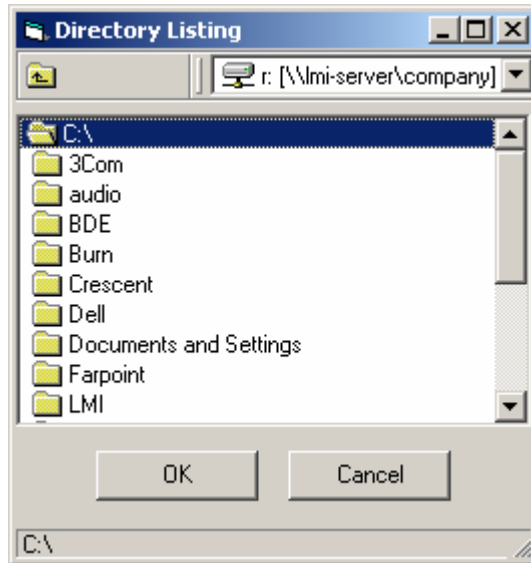 Directory Listing
r: [\\lmi-server\company]
C:\
3Com
audio
BDE
Burn
Crescent
Dell
Documents and Settings
Farpoint
LMI
OK Cancel
C:\